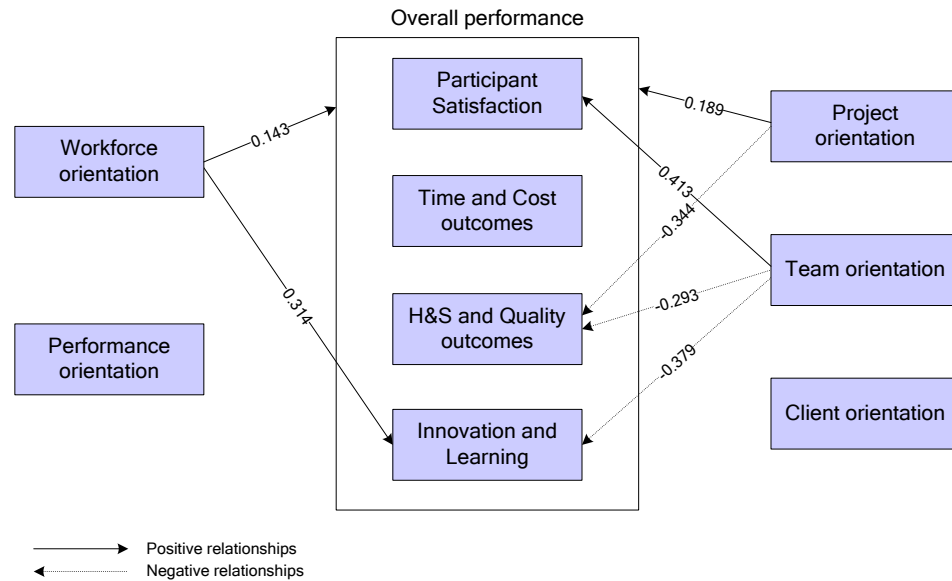 Overall performance
Participant
Satisfaction
0.189
Project
orientation
0.143
Workforce
orientation
0.413
Time and Cost
outcomes
-0.344
Team orientation
0.314
-0.293
H&S and Quality
outcomes
Performance
orientation
-0.379
Client orientation
Innovation and
Learning
Positive relationships
Negative relationships